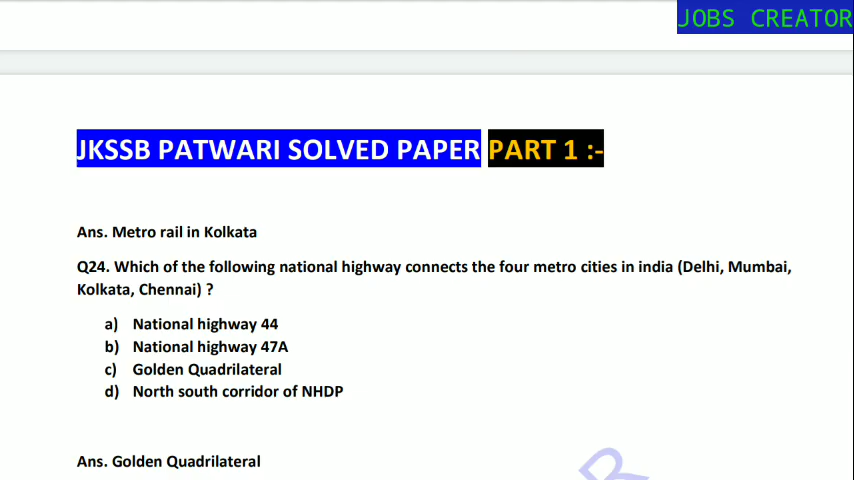 JOBS CREATOR
JKSSB PATWARI SOLVED PAPER PART 1 :-
Ans. Metro rail in Kolkata
Q24. Which of the following national highway connects the four metro cities in india (Delhi, Mumbai,
Kolkata, Chennai) ?
a) National highway 44
b) National highway 47A
c) Golden Quadrilateral
d) North south corridor of NHDP
Ans. Golden Quadrilateral
R